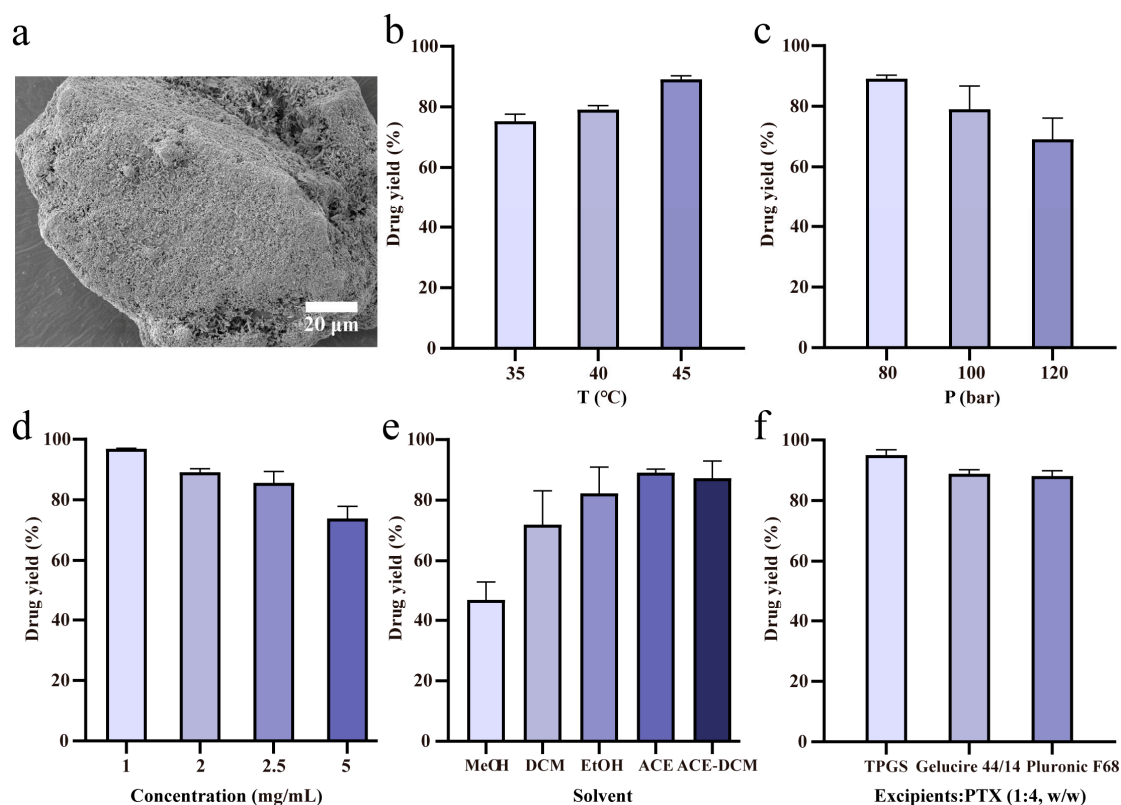 a
20 μm
b
Drug yield (%)
100
80
60
40
20
0
35 40 45
T (°C)
c
Drug yield (%)
100
80
60
40
20
0
80 100 120
P (bar)
d
Drug yield (%)
100
80
60
40
20
0
1 2 2.5 5
Concentration (mg/mL)
e
Drug yield (%)
100
80
60
40
20
0
MeOH DCM EtOH ACE ACE-DCM
Solvent
f
Drug yield (%)
100
80
60
40
20
0
TPGS Gelucire 44/14 Pluronic F68
Excipients:PTX (1:4, w/w)